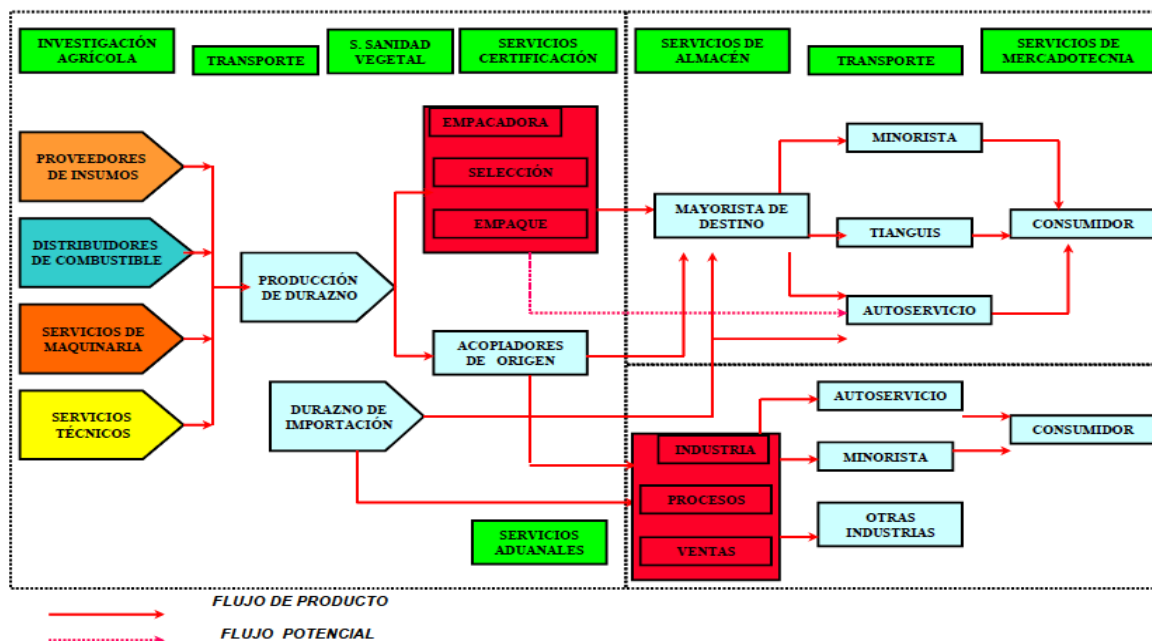 INVESTIGACIÓN
AGRÍCOLA
TRANSPORTE
S. SANIDAD
VEGETAL
SERVICIOS
CERTIFICACIÓN
SERVICIOS DE
ALMACÉN
TRANSPORTE
SERVICIOS DE
MERCADOTECNIA
PROVEEDORES
DE INSUMOS
DISTRIBUIDORES
DE COMBUSTIBLE
SERVICIOS DE
MAQUINARIA
SERVICIOS
TÉCNICOS
PRODUCCIÓN
DE DURAZNO
DURAZNO DE
IMPORTACIÓN
EMPACADORA
SELECCIÓN
EMPAQUE
ACOPIADORES
DE ORIGEN
SERVICIOS
ADUANALES
MAYORISTA DE
DESTINO
MINORISTA
TIANGUIS
AUTOSERVICIO
CONSUMIDOR
INDUSTRIA
PROCESOS
VENTAS
AUTOSERVICIO
MINORISTA
OTRAS
INDUSTRIAS
CONSUMIDOR
FLUJO DE PRODUCTO
FLUJO POTENCIAL